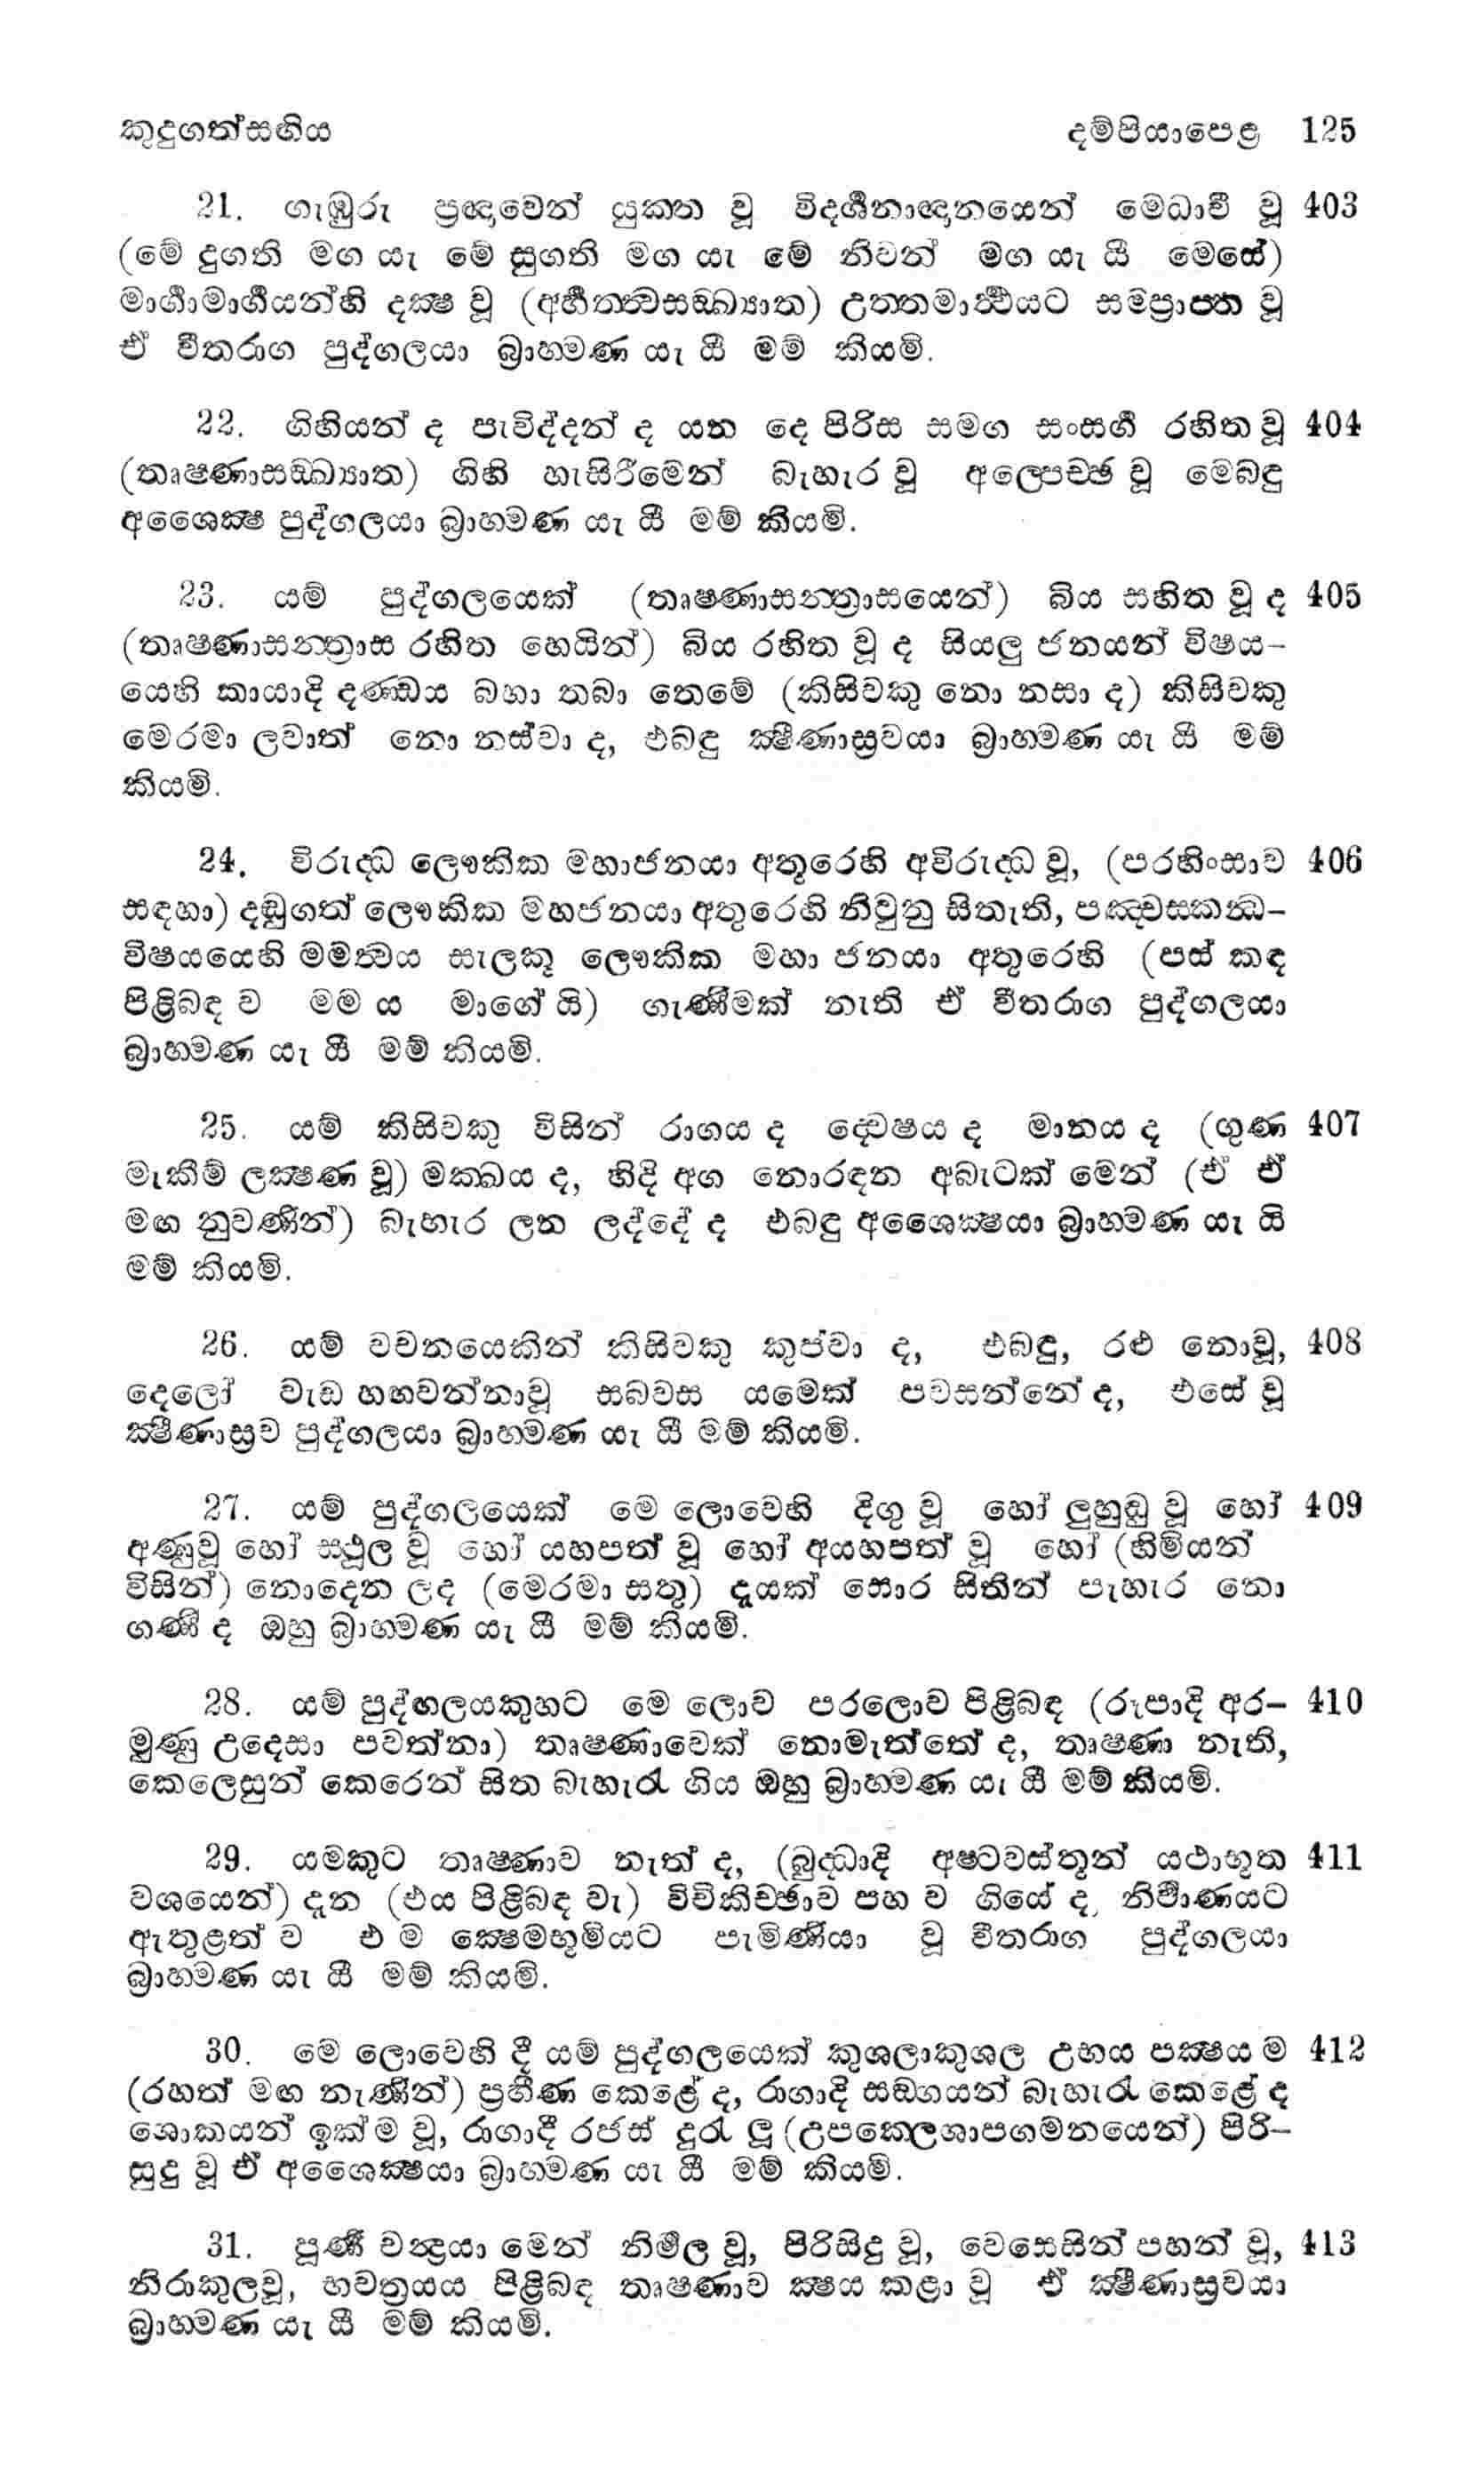 කුදුගත්සඟිය දම්පියාපෙළ 125
21. ගැඹුරු ප්‍රඥාවෙන් යුක්ත වූ විදර්ශනාඥානයෙන් මෙධාවී වූ 403
(මේ දුගති මග යැ මේ සුගති මග යැ මේ නිවන් මග යැ යී මෙසේ)
මාර්ගාමාර්ගයන්හි දක්ෂ වූ (අර්හත්ත්වසඞ්ඛ්‍යාත) උත්තමාර්ථයට සම්ප්‍රාප්ත වූ
ඒ වීතරාග පුද්ගලයා බ්‍රාහ්මණ යැ යී මම් කියමි.
22. ගිහියන් ද පැවිද්දන් ද යන දෙ පිරිස සමග සංසර්ග රහිත වූ 404
(තෘෂ්ණාසඞ්ඛ්‍යාත) ගිහි හැසිරීමෙන් බැහැර වූ අල්පෙච්ඡ වූ මෙබඳු
අශෛක්ෂ පුද්ගලයා බ්‍රාහ්මණ යැ යී මම් කියමි.
23. යම් පුද්ගලයෙක් (තෘෂ්ණාසන්ත්‍රාසයෙන්) බිය සහිත වූ ද 405
(තෘෂ්ණාසන්ත්‍රාස රහිත හෙයින්) බිය රහිත වූ ද සියලු ජනයන් විෂය-
යෙහි කායාදි දණ්ඩය බහා තබා තෙමේ (කිසිවකු නො නසා ද) කිසිවකු
මෙරමා ලවාත් නො නස්වා ද, එබඳු ක්ෂීණාස්‍රවයා බ්‍රාහ්මණ යැ යී මම්
කියමි.
24. විරුද්ධ ලෞකික මහාජනයා අතුරෙහි අවිරුද්ධ වූ, (පරහිංසාව 406
සඳහා) දඬුගත් ලෞකික මහජනයා අතුරෙහි නිවුනු සිතැති, පඤ්චස්කන්ධ-
විෂයයෙහි මමත්වය සැලකූ ලෞකික මහා ජනයා අතුරෙහි (පස් කඳ
පිළිබඳ ව මම ය මාගේ යි) ගැණීමක් නැති ඒ වීතරාග පුද්ගලයා
බ්‍රාහ්මණ යැ යී මම් කියමි.
25. යම් කිසිවකු විසින් රාගය ද ද්වෙෂය ද මානය ද (ගුණ 407
මැකීම් ලක්ෂණ වූ) මක්ඛය ද, හිදි අග නොරඳන අබැටක් මෙන් (ඒ ඒ
මඟ නුවණින්) බැහැර ලන ලද්දේ ද එබඳු අශෛක්ෂයා බ්‍රාහ්මණ යැ යි
මම් කියමි.
26. යම් වචනයෙකින් කිසිවකු කුප්වා ද, එබඳු, රළු නොවූ, 408
දෙලෝ වැඩ හඟවන්නාවූ සබවස යමෙක් පවසන්නේ ද, එසේ වූ
ක්ෂීණාස්‍රව පුද්ගලයා බ්‍රාහ්මණ යැ යී මම් කියමි.
27. යම් පුද්ගලයෙක් මෙ ලොවෙහි දිගු වූ හෝ ලුහුඬු වූ හෝ 409
අණුවූ හෝ ස්ථූල වූ හෝ යහපත් වූ හෝ අයහපත් වූ හෝ (හිමියන්
විසින්) නොදෙන ලද (මෙරමා සතු) දෑයක් සොර සිතින් පැහැර නො
ගණී ද ඔහු බ්‍රාහ්මණ යැ යී මම් කියමි.
28. යම් පුද්ගලයකුහට මෙ ලොව පරලොව පිළිබඳ (රූපාදි අර- 410
මුණු උදෙසා පවත්නා) තෘෂ්ණාවෙක් නොමැත්තේ ද, තෘෂ්ණා නැති,
කෙලෙසුන් කෙරෙන් සිත බැහැරැ ගිය ඔහු බ්‍රාහ්මණ යැ යී මම් කියමි.
29. යමකුට තෘෂ්ණාව නැත් ද, (බුද්ධාදි අෂ්ටවස්තූන් යථාභූත 411
වශයෙන්) දැන (එය පිළිබඳ වැ) විචිකිච්ඡාව පහ ව ගියේ ද, නිර්වාණයට
ඇතුළත් ව එ ම ක්ෂෙමභූමියට පැමිණියා වූ වීතරාග පුද්ගලයා
බ්‍රාහ්මණ යැ යී මම් කියමි.
30. මෙ ලොවෙහි දී යම් පුද්ගලයෙක් කුශලාකුශල උභය පක්ෂය ම 412
(රහත් මඟ නැණින්) ප්‍රහීණ කෙළේ ද, රාගාදි සඞ්ගයන් බැහැරැ කෙළේ ද
ශොකයන් ඉක්ම වූ, රාගාදී රජස් දුරැ ලූ (උපක්ලෙශාපගමනයෙන්) පිරි-
සුදු වූ ඒ අශෛක්ෂයා බ්‍රාහ්මණ යැ යී මම් කියමි.
31. පූර්ණ චන්ද්‍රයා මෙන් නිර්මල වූ, පිරිසිදු වූ, වෙසෙසින් පහන් වූ, 413
නිරාකුලවූ, භවත්‍රයය පිළිබඳ තෘෂ්ණාව ක්ෂය කළා වූ ඒ ක්ෂීණාස්‍රවයා
බ්‍රාහ්මණ යැ යී මම් කියමි.